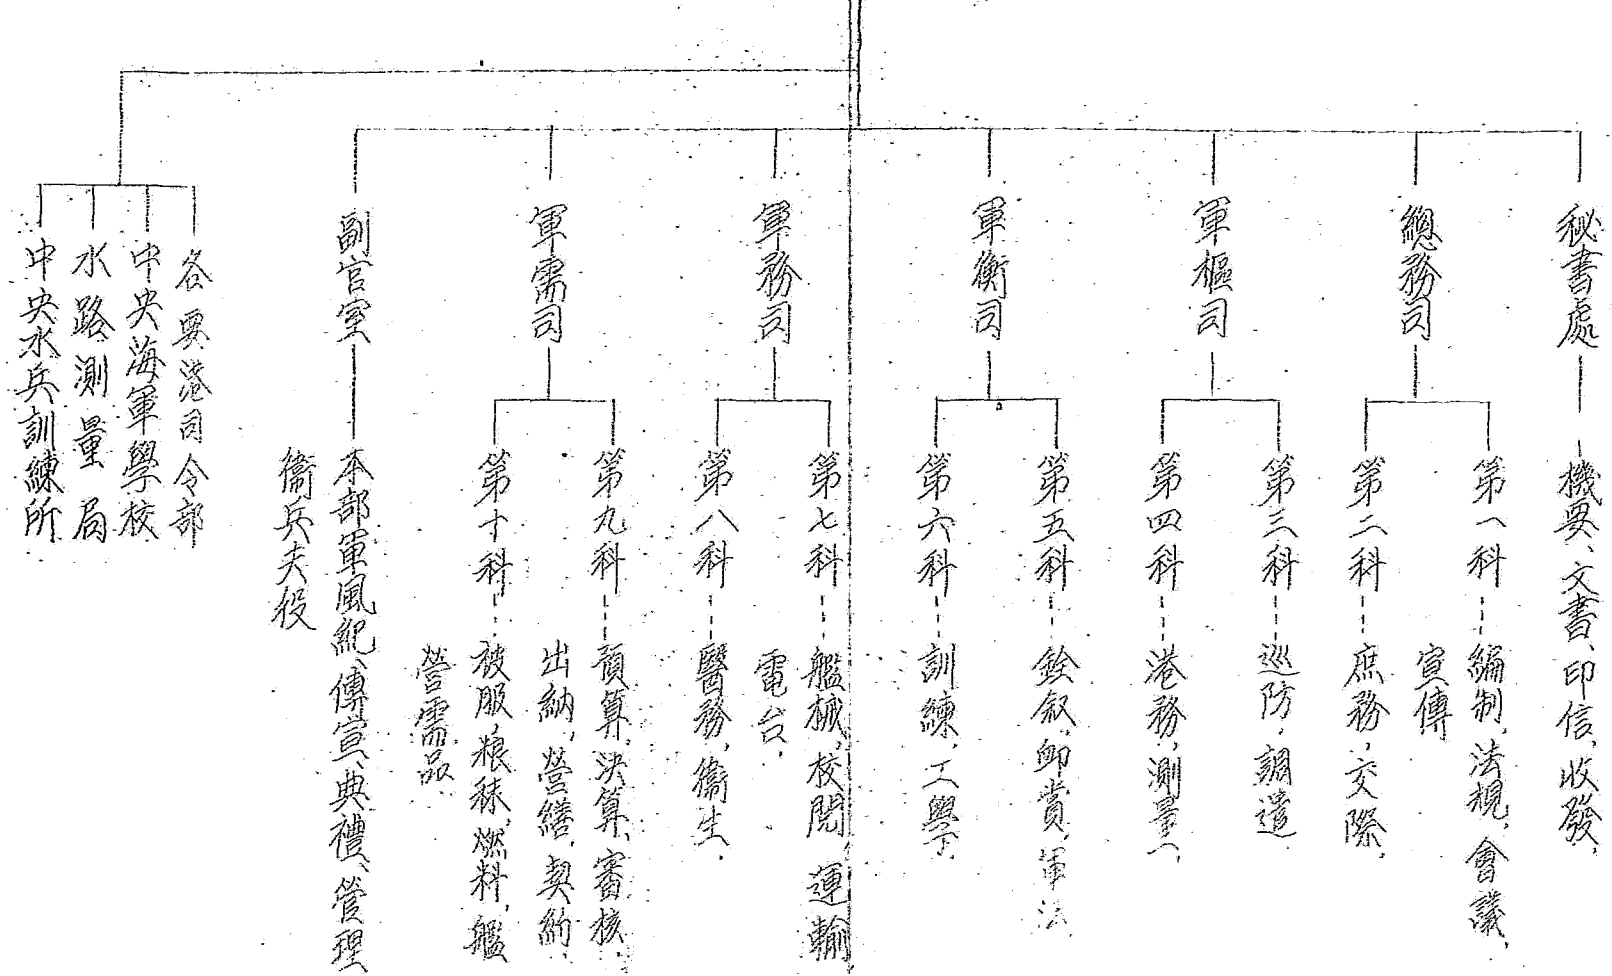 秘書處
機要、文書、印信、收發、
總務司
第一科
編制、法規、會議、
宣傳
第二科
庶務、交際、
軍樞司
第三科
巡防、調遣
第四科
港務、測量、
軍衡司
第五科
銓叙、卹賞、軍法
第六科
訓練、工學、
軍務司
第七科
艦械、校閱、運輸
電台、
第八科
醫務、衞生、
軍需司
第九科
預算、決算、審核、
出納、營繕、契約、
第十科
被服、粮秣、燃料、艦
營需品
副官室
本部軍風紀、傳宣、典禮、管理
衞兵夫役
各要港司令部
中央海軍學校
水路測量局
中央水兵訓練所